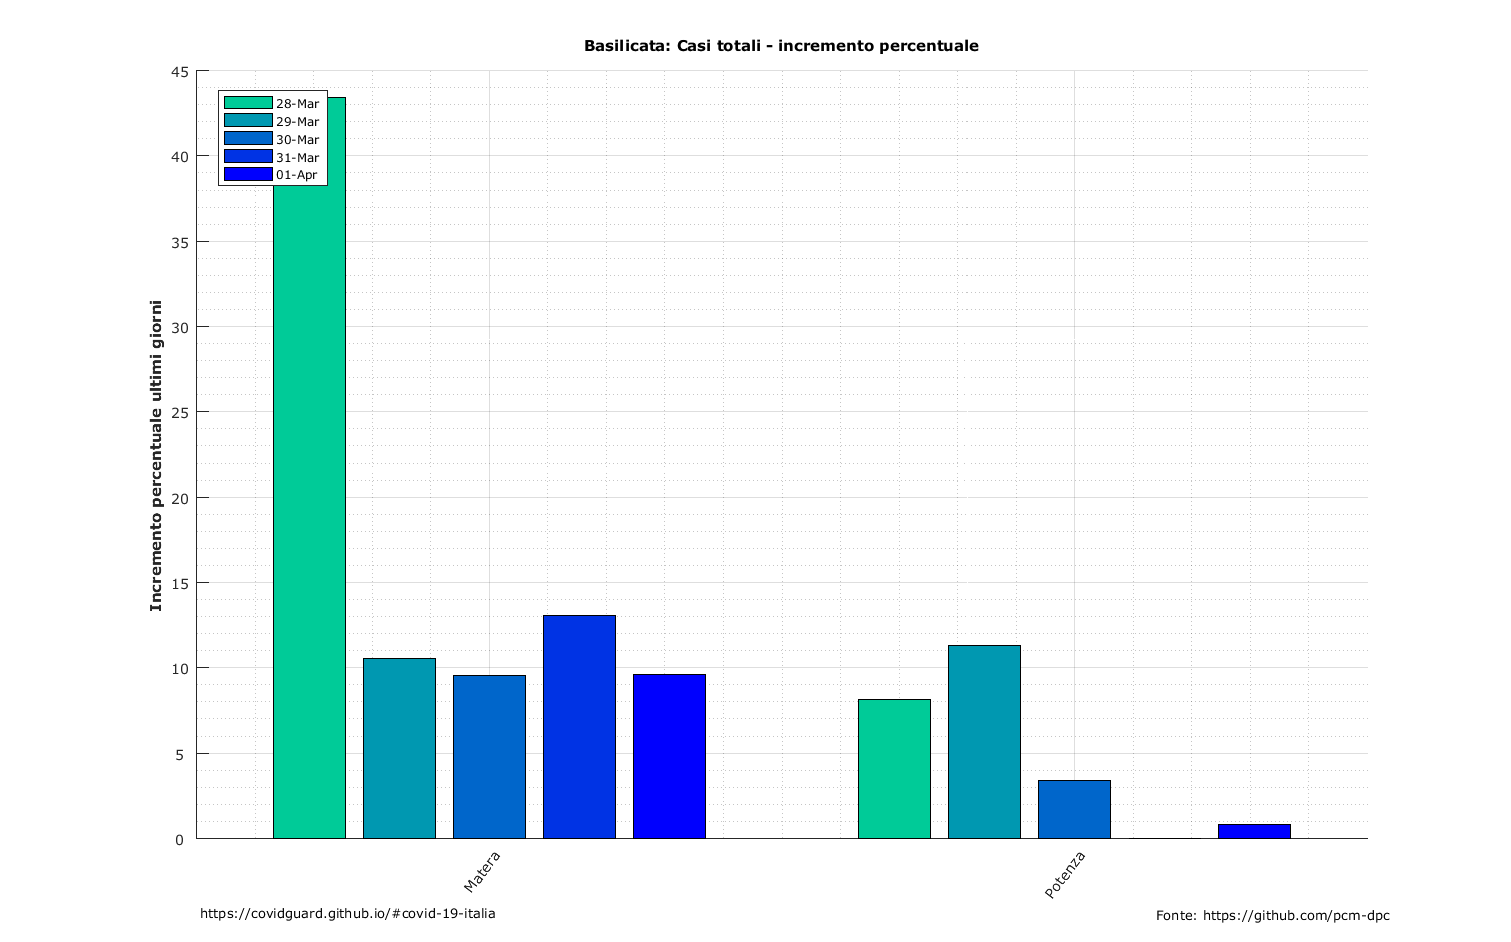 Basilicata: Casi totali - incremento percentuale
Incremento percentuale ultimi giorni
45
40
35
30
25
20
15
10
5
0
28-Mar
29-Mar
30-Mar
31-Mar
01-Apr
Matera
Potenza
https://covidguard.github.io/#covid-19-italia
Fonte: https://github.com/pcm-dpc